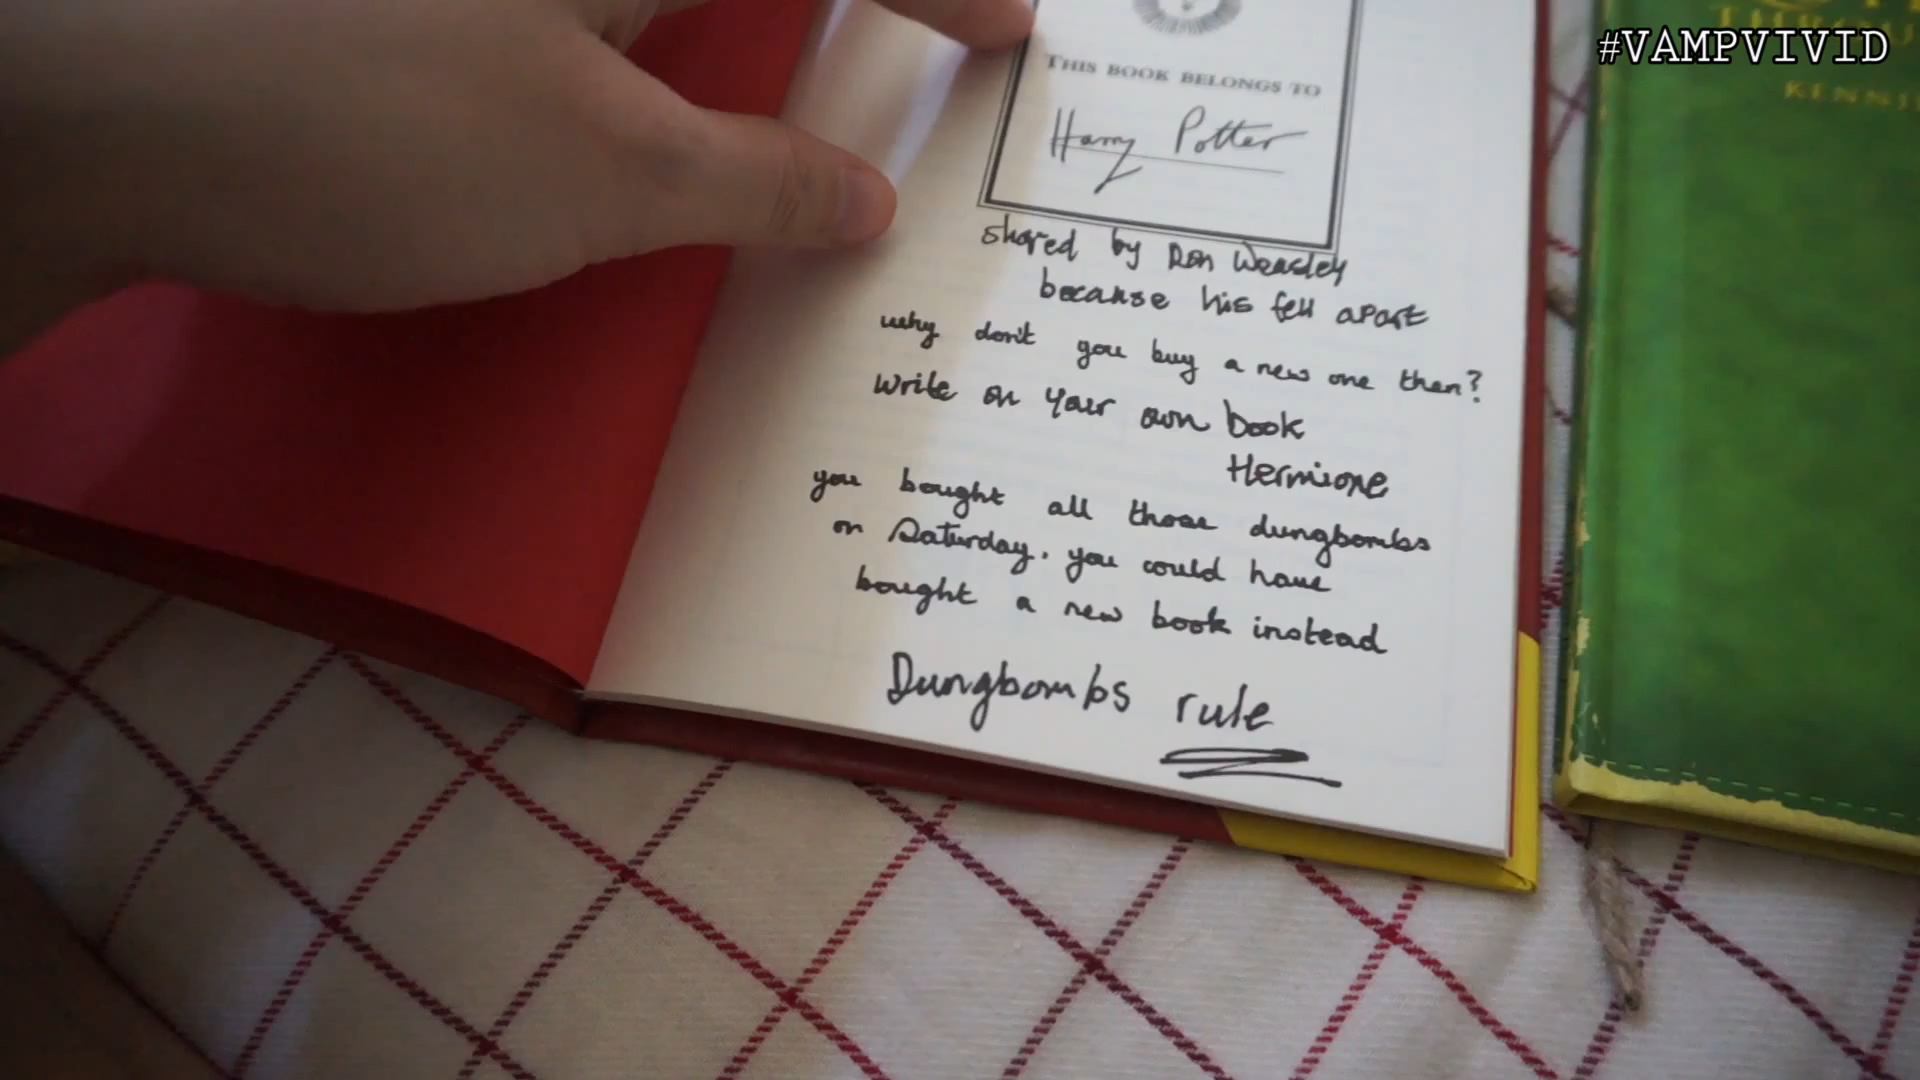 #VAMPVIVID
THIS BOOK BELONGS TO
Harry Potter
shared by Ron Weasley
because his fell apart
why don't you buy a new one then?
Write on your own book
Hermione
you bought all those dungbombs
on Saturday. you could have
bought a new book instead
Dungbombs rule